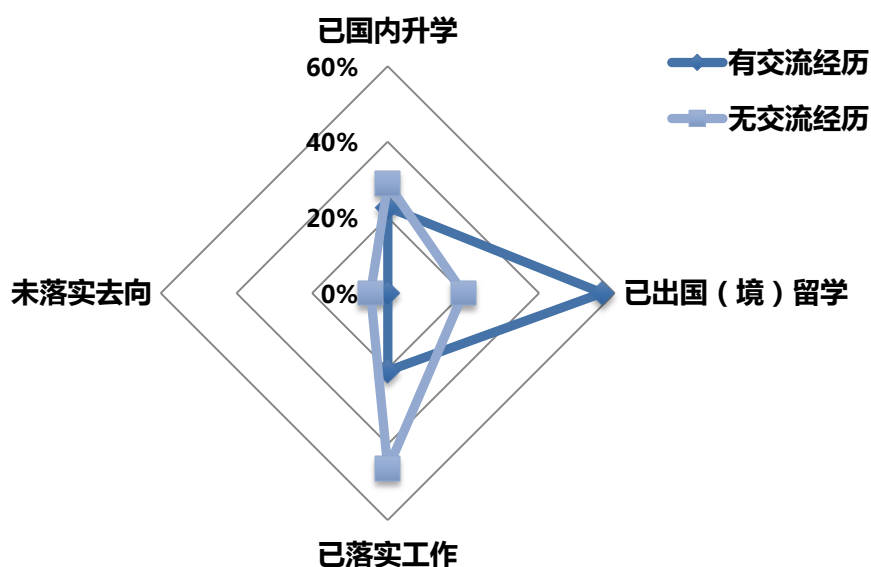 已国内升学
60%
有交流经历
无交流经历
40%
20%
未落实去向
0%
已出国（境）留学
已落实工作